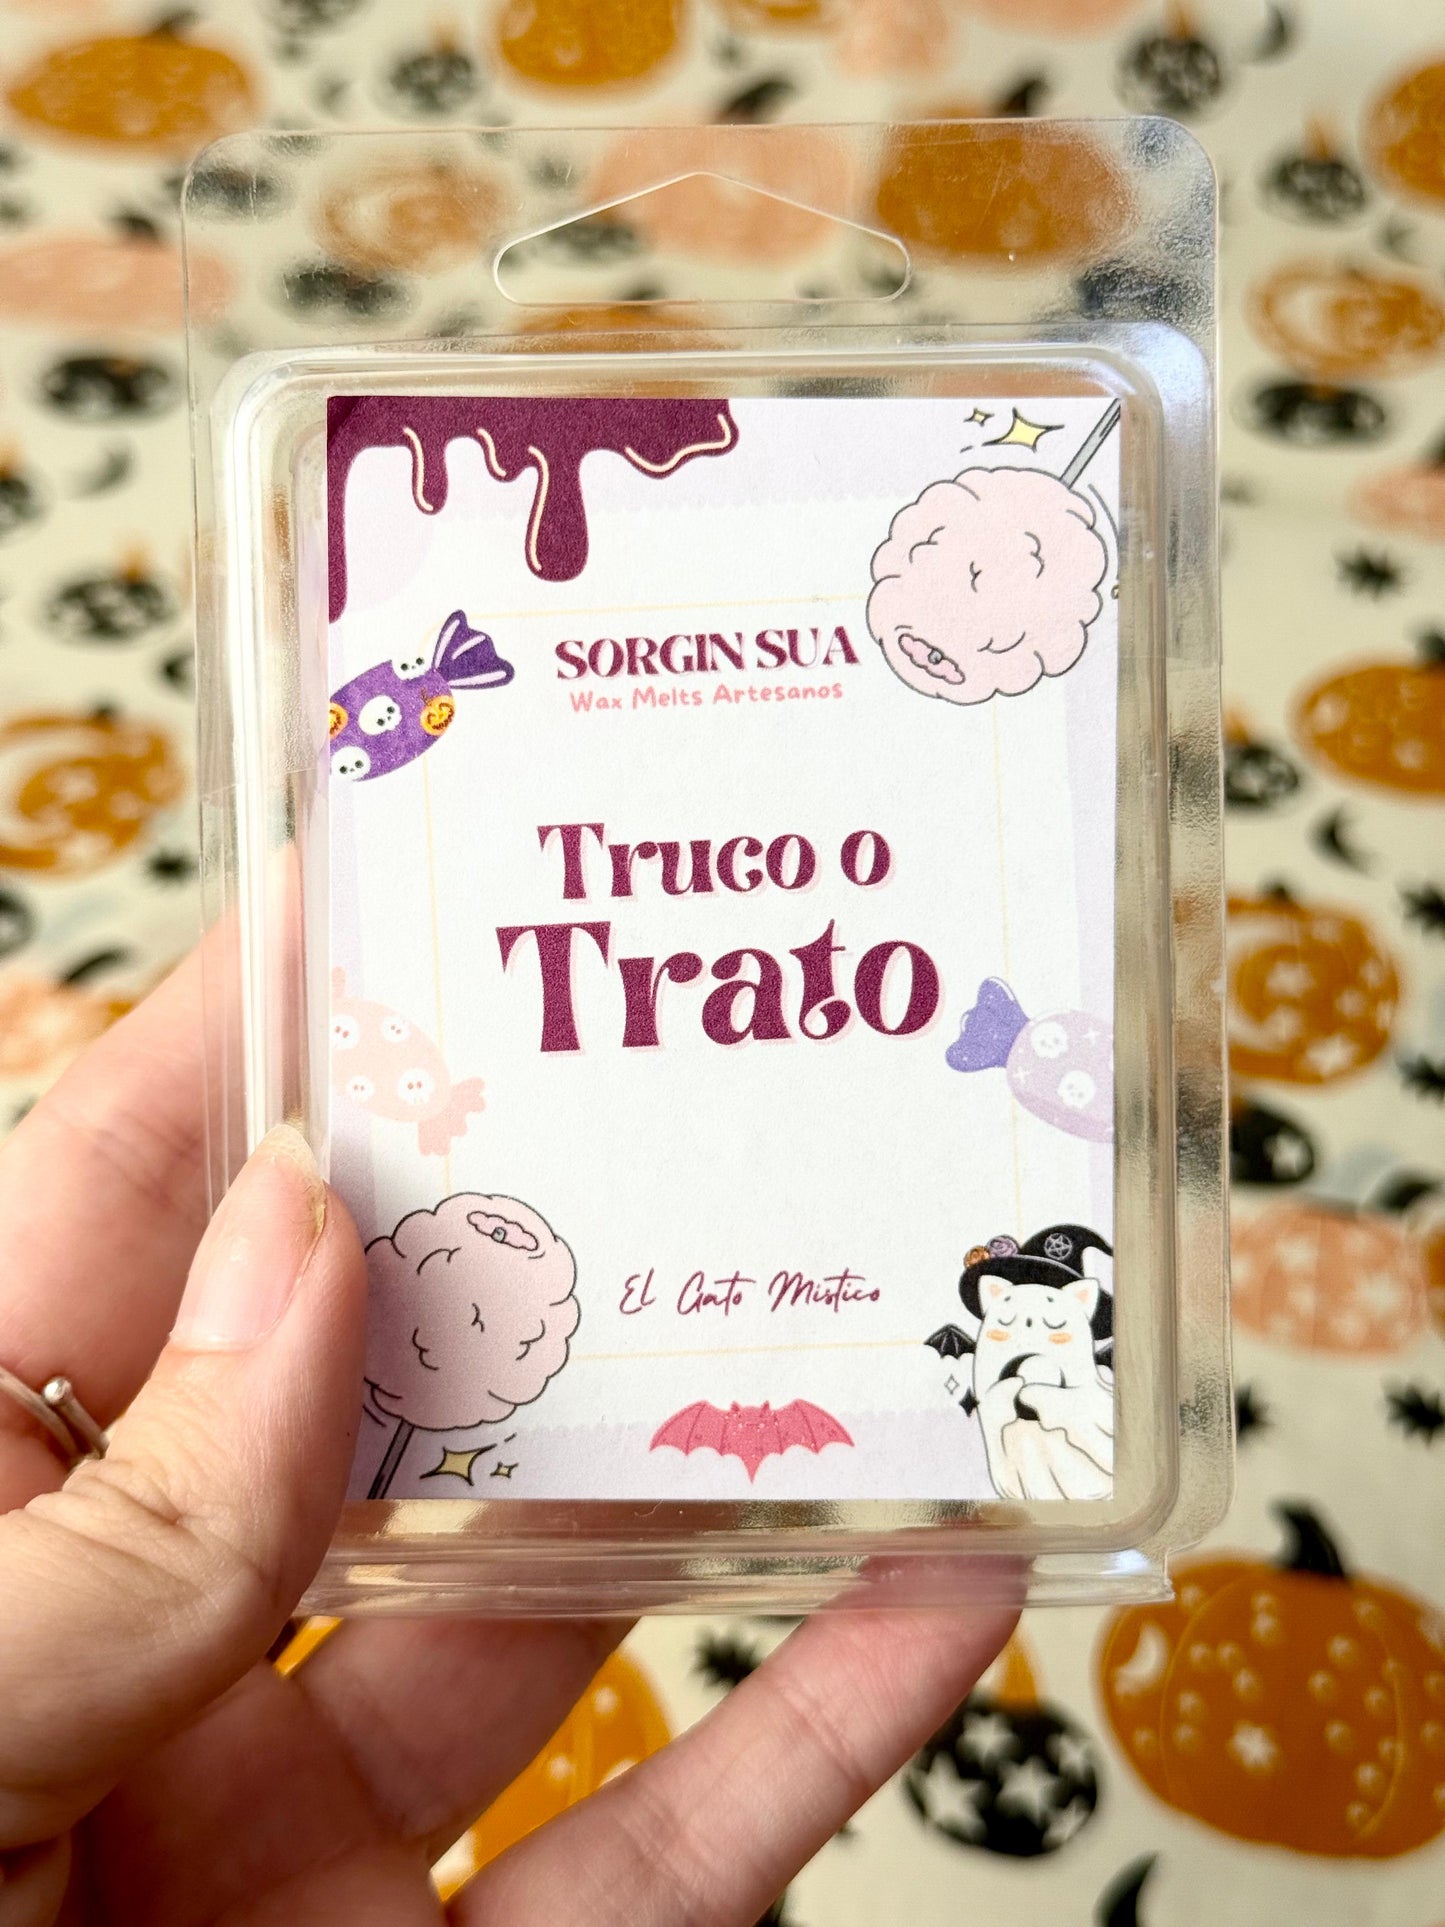 SORGIN SUA
Wax Melts Artesanos
Truco o
Trato
El Gato Mistico